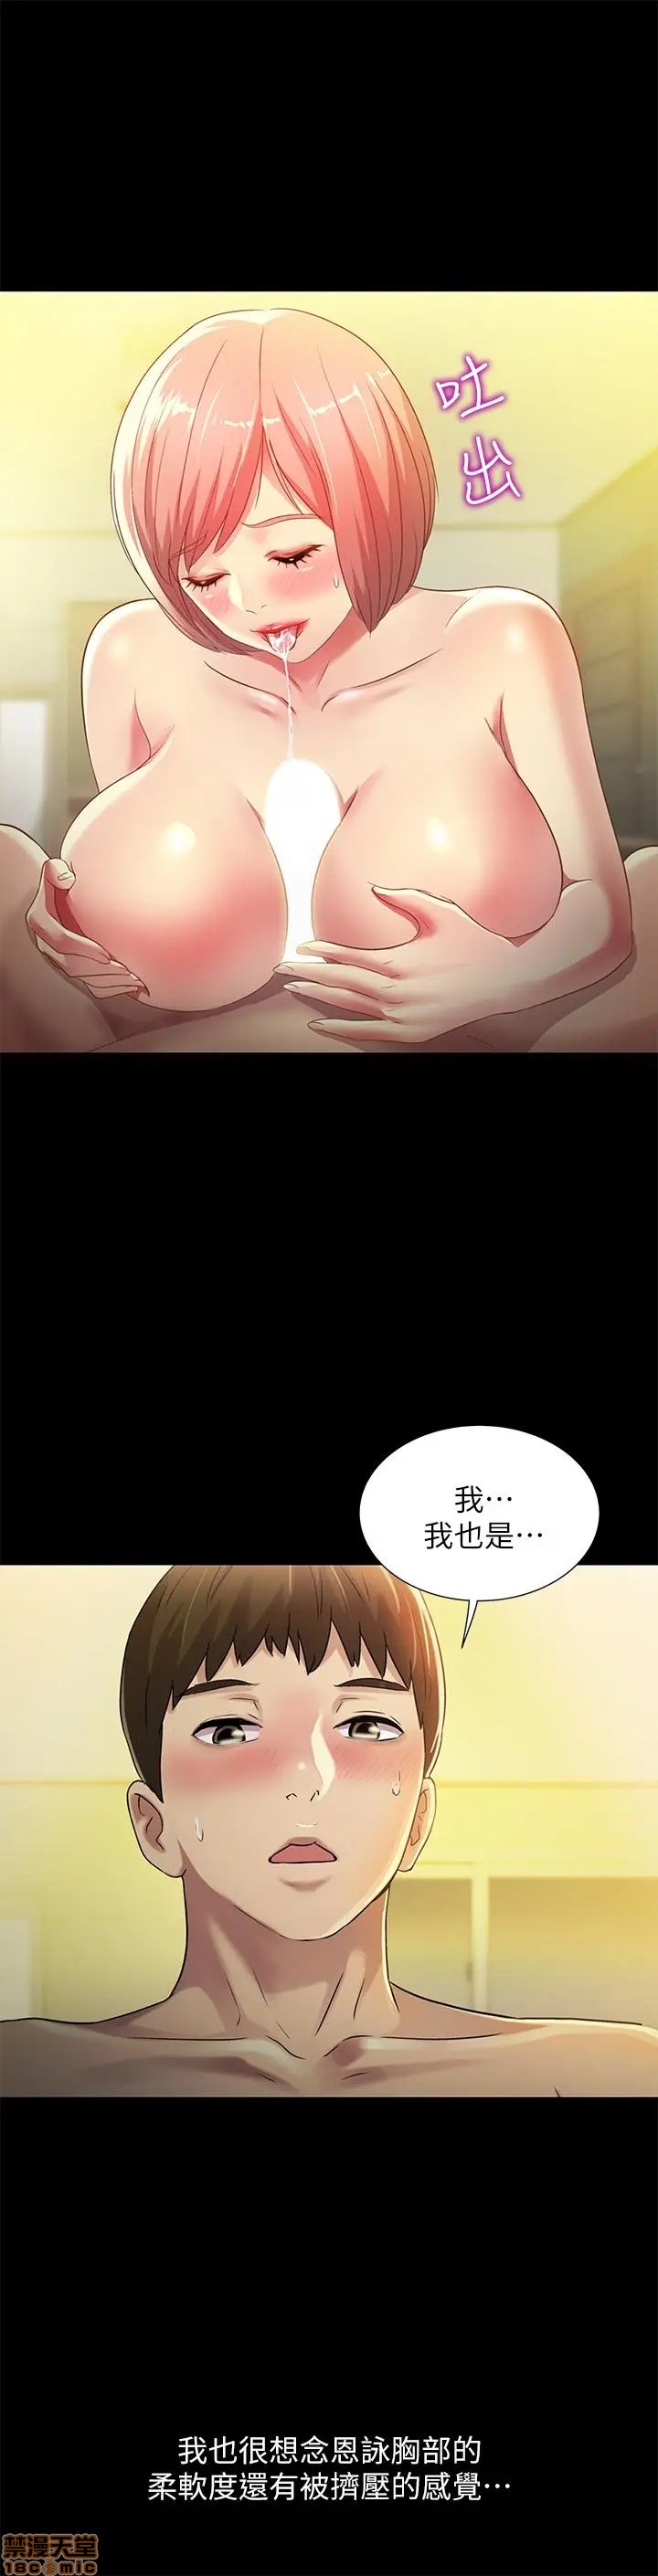 吐
出
我⋯
我也是⋯
我也很想念恩詠胸部的
柔軟度還有被擠壓的感覺⋯
禁漫天堂
18comic